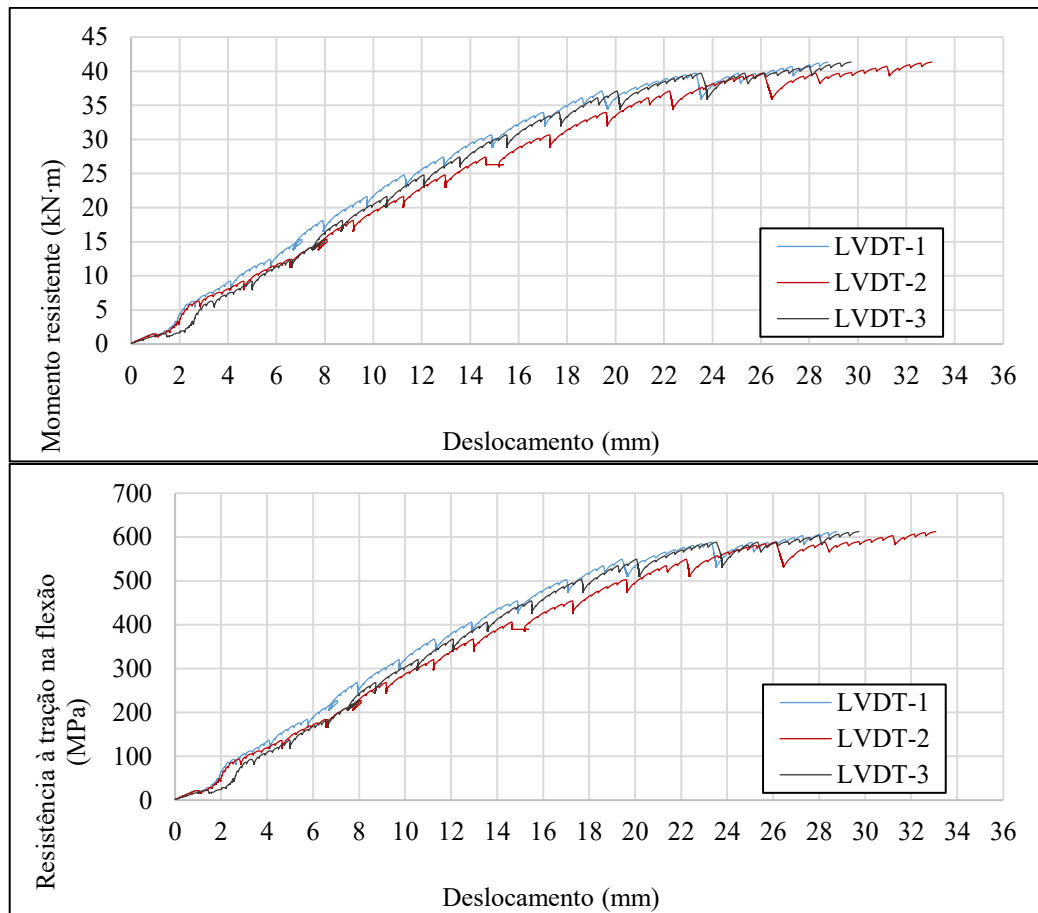 45
40
35
30
25
20
15
10
5
0
Momento resistente (kN·m)
LVDT-1
LVDT-2
LVDT-3
0 2 4 6 8 10 12 14 16 18 20 22 24 26 28 30 32 34 36
Deslocamento (mm)
700
600
500
400
300
200
100
0
Resistência à tração na flexão
(MPa)
LVDT-1
LVDT-2
LVDT-3
0 2 4 6 8 10 12 14 16 18 20 22 24 26 28 30 32 34 36
Deslocamento (mm)